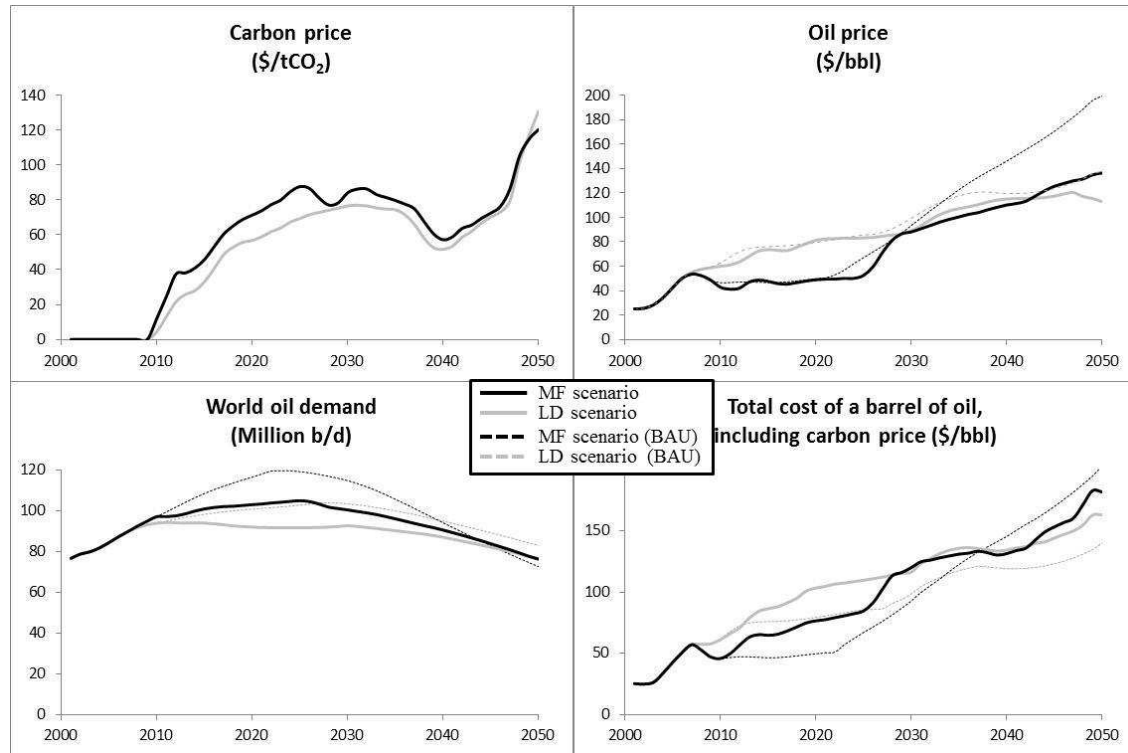 Carbon price
($/tCO₂)
140
120
100
80
60
40
20
0
2000 2010 2020 2030 2040 2050
Oil price
($/bbl)
200
180
160
140
120
100
80
60
40
20
0
2000 2010 2020 2030 2040 2050
MF scenario
LD scenario
MF scenario (BAU)
LD scenario (BAU)
World oil demand
(Million b/d)
120
100
80
60
40
20
0
2000 2010 2020 2030 2040 2050
Total cost of a barrel of oil,
including carbon price ($/bbl)
150
100
50
0
2000 2010 2020 2030 2040 2050